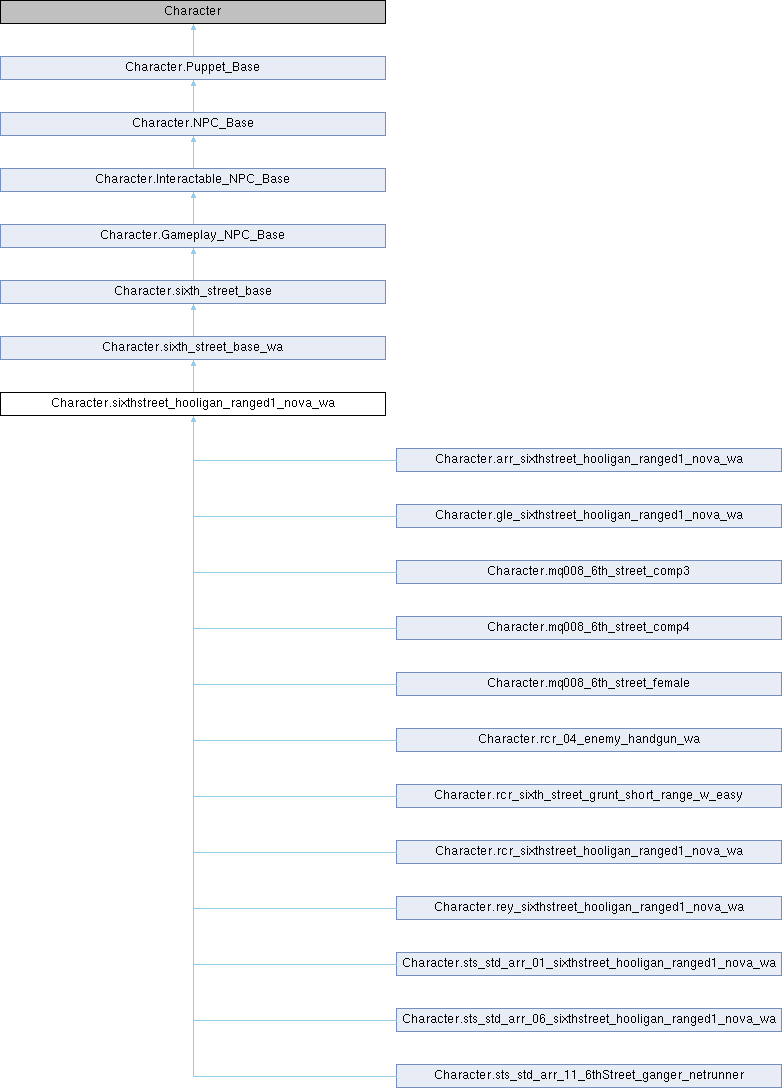 Character
Character.Puppet_Base
Character.NPC_Base
Character.Interactable_NPC_Base
Character.Gameplay_NPC_Base
Character.sixth_street_base
Character.sixth_street_base_wa
Character.sixthstreet_hooligan_ranged1_nova_wa
Character.arr_sixthstreet_hooligan_ranged1_nova_wa
Character.gle_sixthstreet_hooligan_ranged1_nova_wa
Character.mq008_6th_street_comp3
Character.mq008_6th_street_comp4
Character.mq008_6th_street_female
Character.rcr_04_enemy_handgun_wa
Character.rcr_sixth_street_grunt_short_range_w_easy
Character.rcr_sixthstreet_hooligan_ranged1_nova_wa
Character.rey_sixthstreet_hooligan_ranged1_nova_wa
Character.sts_std_arr_01_sixthstreet_hooligan_ranged1_nova_wa
Character.sts_std_arr_06_sixthstreet_hooligan_ranged1_nova_wa
Character.sts_std_arr_11_6thStreet_ganger_netrunner